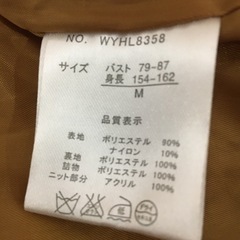 NO. WYHL8358
サイズ バスト 79-87
身長 154-162
M
品質表示
表地 ポリエステル 90%
ナイロン 10%
裏地 ポリエステル 100%
詰物 ポリエステル 100%
ニット部分 アクリル 100%